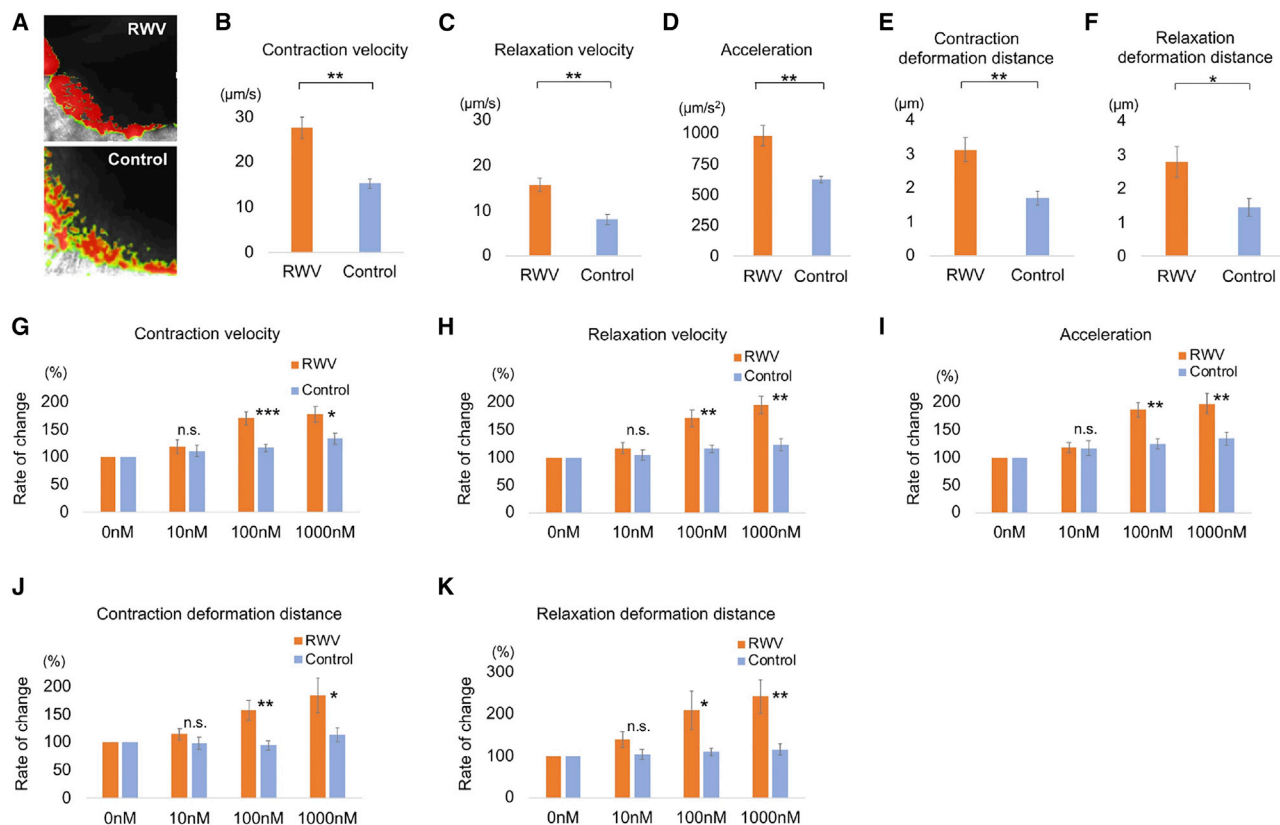 A
RWV
Control
B
Contraction velocity
**
(µm/s)
30
20
10
0
RWV Control
C
Relaxation velocity
**
(µm/s)
30
20
10
0
RWV Control
D
Acceleration
**
(µm/s²)
1000
750
500
250
0
RWV Control
E
Contraction
deformation distance
**
(µm)
4
3
2
1
0
RWV Control
F
Relaxation
deformation distance
*
(µm)
4
3
2
1
0
RWV Control
G
Contraction velocity
RWV
Control
(%)
Rate of change
200
150
100
50
0
n.s.
***
*
0nM 10nM 100nM 1000nM
H
Relaxation velocity
RWV
Control
(%)
Rate of change
200
150
100
50
0
n.s.
**
**
0nM 10nM 100nM 1000nM
I
Acceleration
RWV
Control
(%)
Rate of change
200
150
100
50
0
n.s.
**
**
0nM 10nM 100nM 1000nM
J
Contraction deformation distance
RWV
Control
(%)
Rate of change
200
150
100
50
0
n.s.
**
*
0nM 10nM 100nM 1000nM
K
Relaxation deformation distance
RWV
Control
(%)
Rate of change
300
200
100
0
n.s.
*
**
0nM 10nM 100nM 1000nM